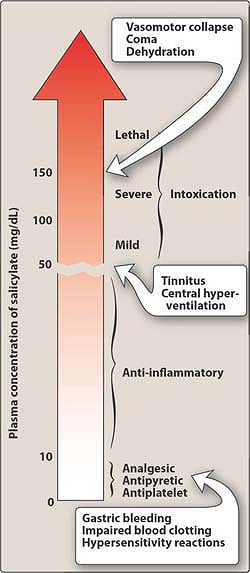 Vasomotor collapse
Coma
Dehydration
Lethal
150
Severe
Intoxication
100
Mild
50
Tinnitus
Central hyper-
ventilation
Plasma concentration of salicylate (mg/dL)
Anti-inflammatory
10
Analgesic
Antipyretic
Antiplatelet
0
Gastric bleeding
Impaired blood clotting
Hypersensitivity reactions